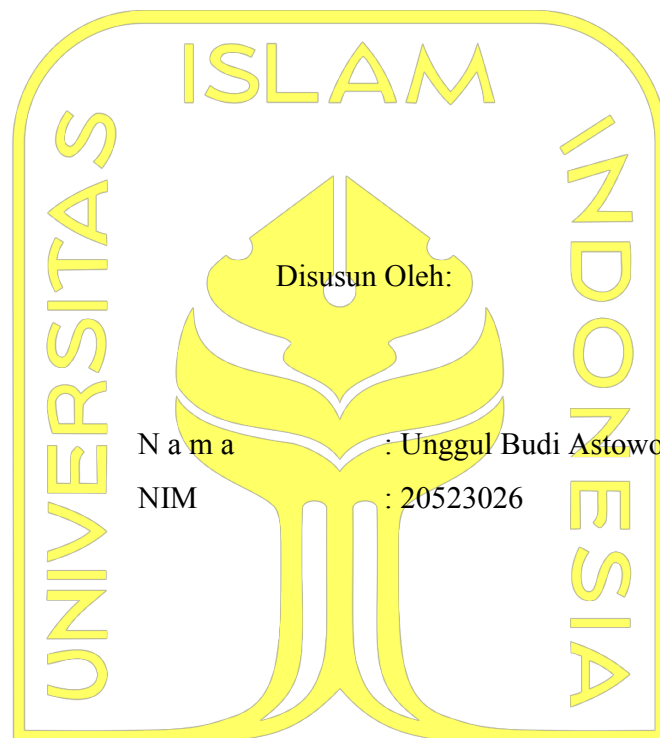 ISLAM
UNIVERSITAS
INDONESIA
Disusun Oleh:
N a m a : Unggul Budi Astowo
NIM : 20523026